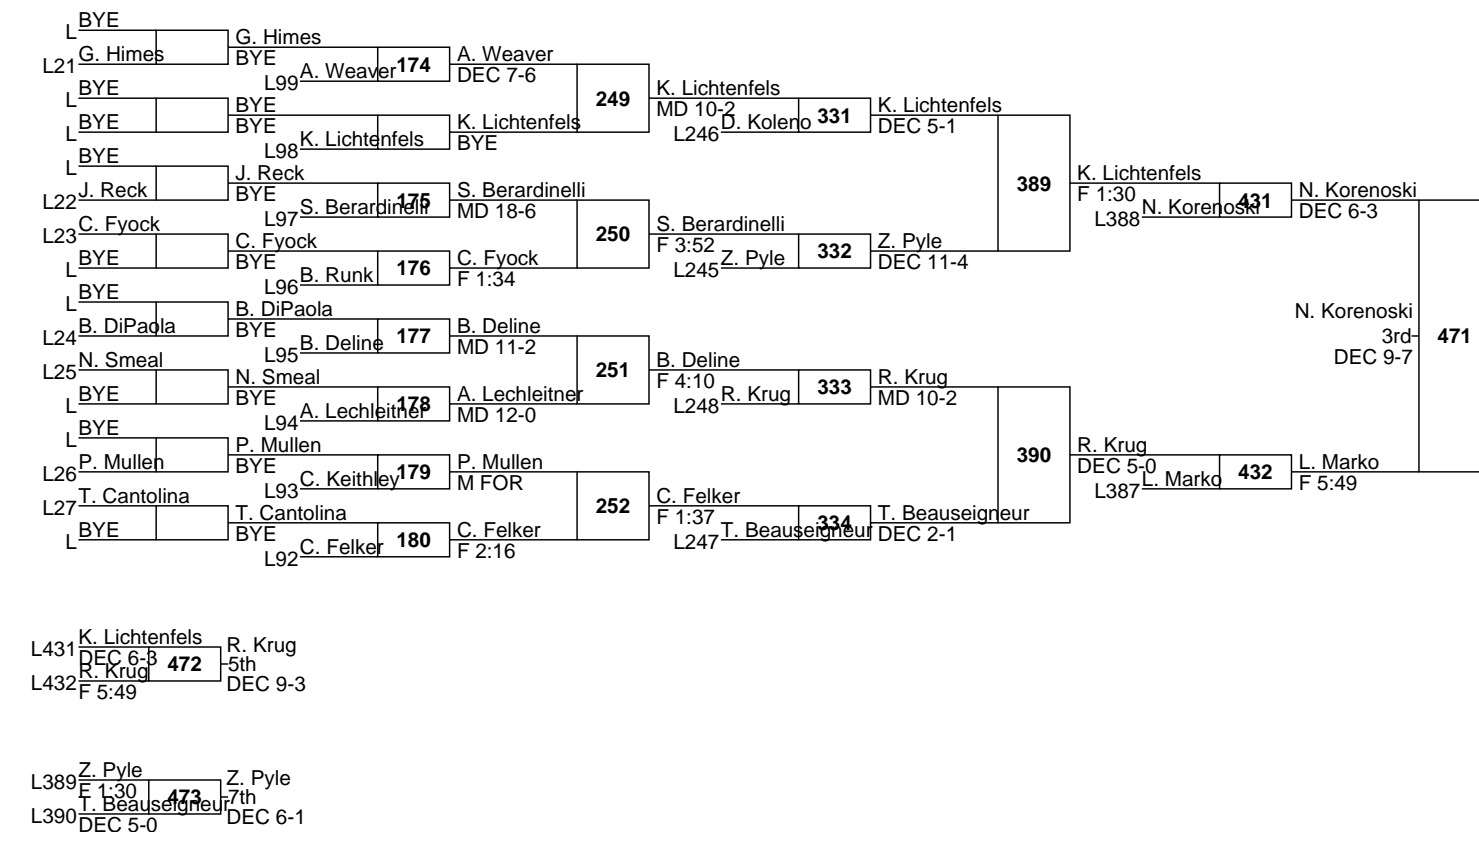 BYE
L
G. Himes
L21
G. Himes
BYE
L99
A. Weaver
174
A. Weaver
DEC 7-6
BYE
L
BYE
L
BYE
BYE
L98
K. Lichtenfels
K. Lichtenfels
BYE
249
K. Lichtenfels
MD 10-2
L246
D. Koleno
331
K. Lichtenfels
DEC 5-1
BYE
L
J. Reck
L22
J. Reck
BYE
L97
S. Berardinelli
175
S. Berardinelli
MD 18-6
C. Fyock
L23
BYE
L
C. Fyock
BYE
L96
B. Runk
176
C. Fyock
F 1:34
250
S. Berardinelli
F 3:52
L245
Z. Pyle
332
Z. Pyle
DEC 11-4
389
K. Lichtenfels
F 1:30
L388
N. Korenoski
431
N. Korenoski
DEC 6-3
BYE
L
B. DiPaola
L24
B. DiPaola
BYE
L95
B. Deline
177
B. Deline
MD 11-2
N. Smeal
L25
BYE
L
N. Smeal
BYE
L94
A. Lechleitner
178
A. Lechleitner
MD 12-0
251
B. Deline
F 4:10
L248
R. Krug
333
R. Krug
MD 10-2
BYE
L
P. Mullen
L26
P. Mullen
BYE
L93
C. Keithley
179
P. Mullen
M FOR
T. Cantolina
L27
BYE
L
T. Cantolina
BYE
L92
C. Felker
180
C. Felker
F 2:16
252
C. Felker
F 1:37
L247
T. Beauseigneur
334
T. Beauseigneur
DEC 2-1
390
R. Krug
DEC 5-0
L387
L. Marko
432
L. Marko
F 5:49
N. Korenoski
3rd
DEC 9-7
471
L431
K. Lichtenfels
DEC 6-3
L432
R. Krug
F 5:49
472
R. Krug
5th
DEC 9-3
L389
Z. Pyle
F 1:30
L390
T. Beauseigneur
DEC 5-0
473
Z. Pyle
7th
DEC 6-1